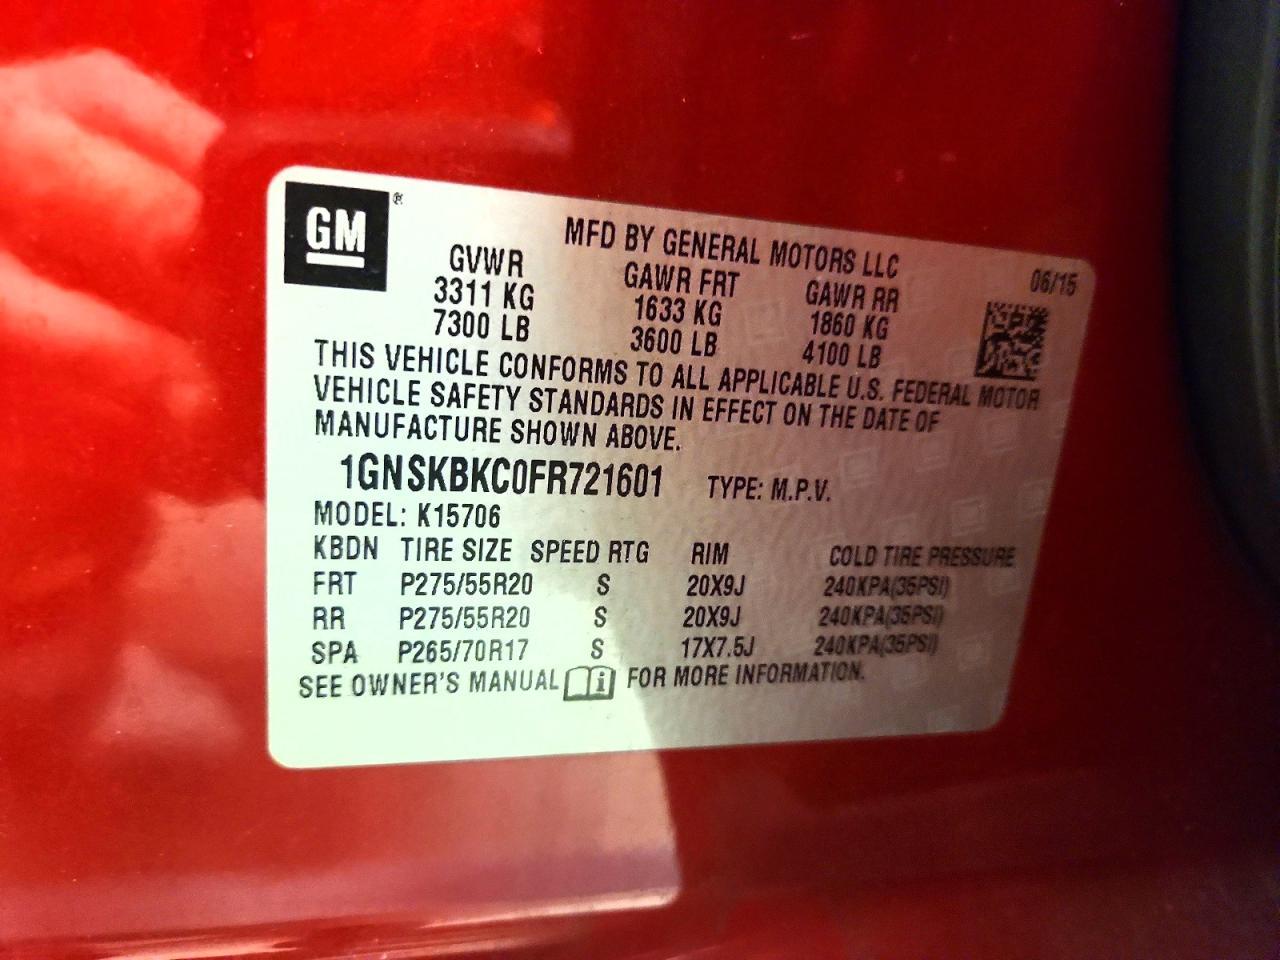 GM ®
MFD BY GENERAL MOTORS LLC
06/15
GVWR GAWR FRT GAWR RR
3311 KG 1633 KG 1860 KG
7300 LB 3600 LB 4100 LB
THIS VEHICLE CONFORMS TO ALL APPLICABLE U.S. FEDERAL MOTOR
VEHICLE SAFETY STANDARDS IN EFFECT ON THE DATE OF
MANUFACTURE SHOWN ABOVE.
1GNSKBKC0FR721601 TYPE: M.P.V.
MODEL: K15706
KBDN TIRE SIZE SPEED RTG RIM COLD TIRE PRESSURE
FRT P275/55R20 S 20X9J 240KPA(35PSI)
RR P275/55R20 S 20X9J 240KPA(35PSI)
SPA P265/70R17 S 17X7.5J 240KPA(35PSI)
SEE OWNER'S MANUAL i FOR MORE INFORMATION.